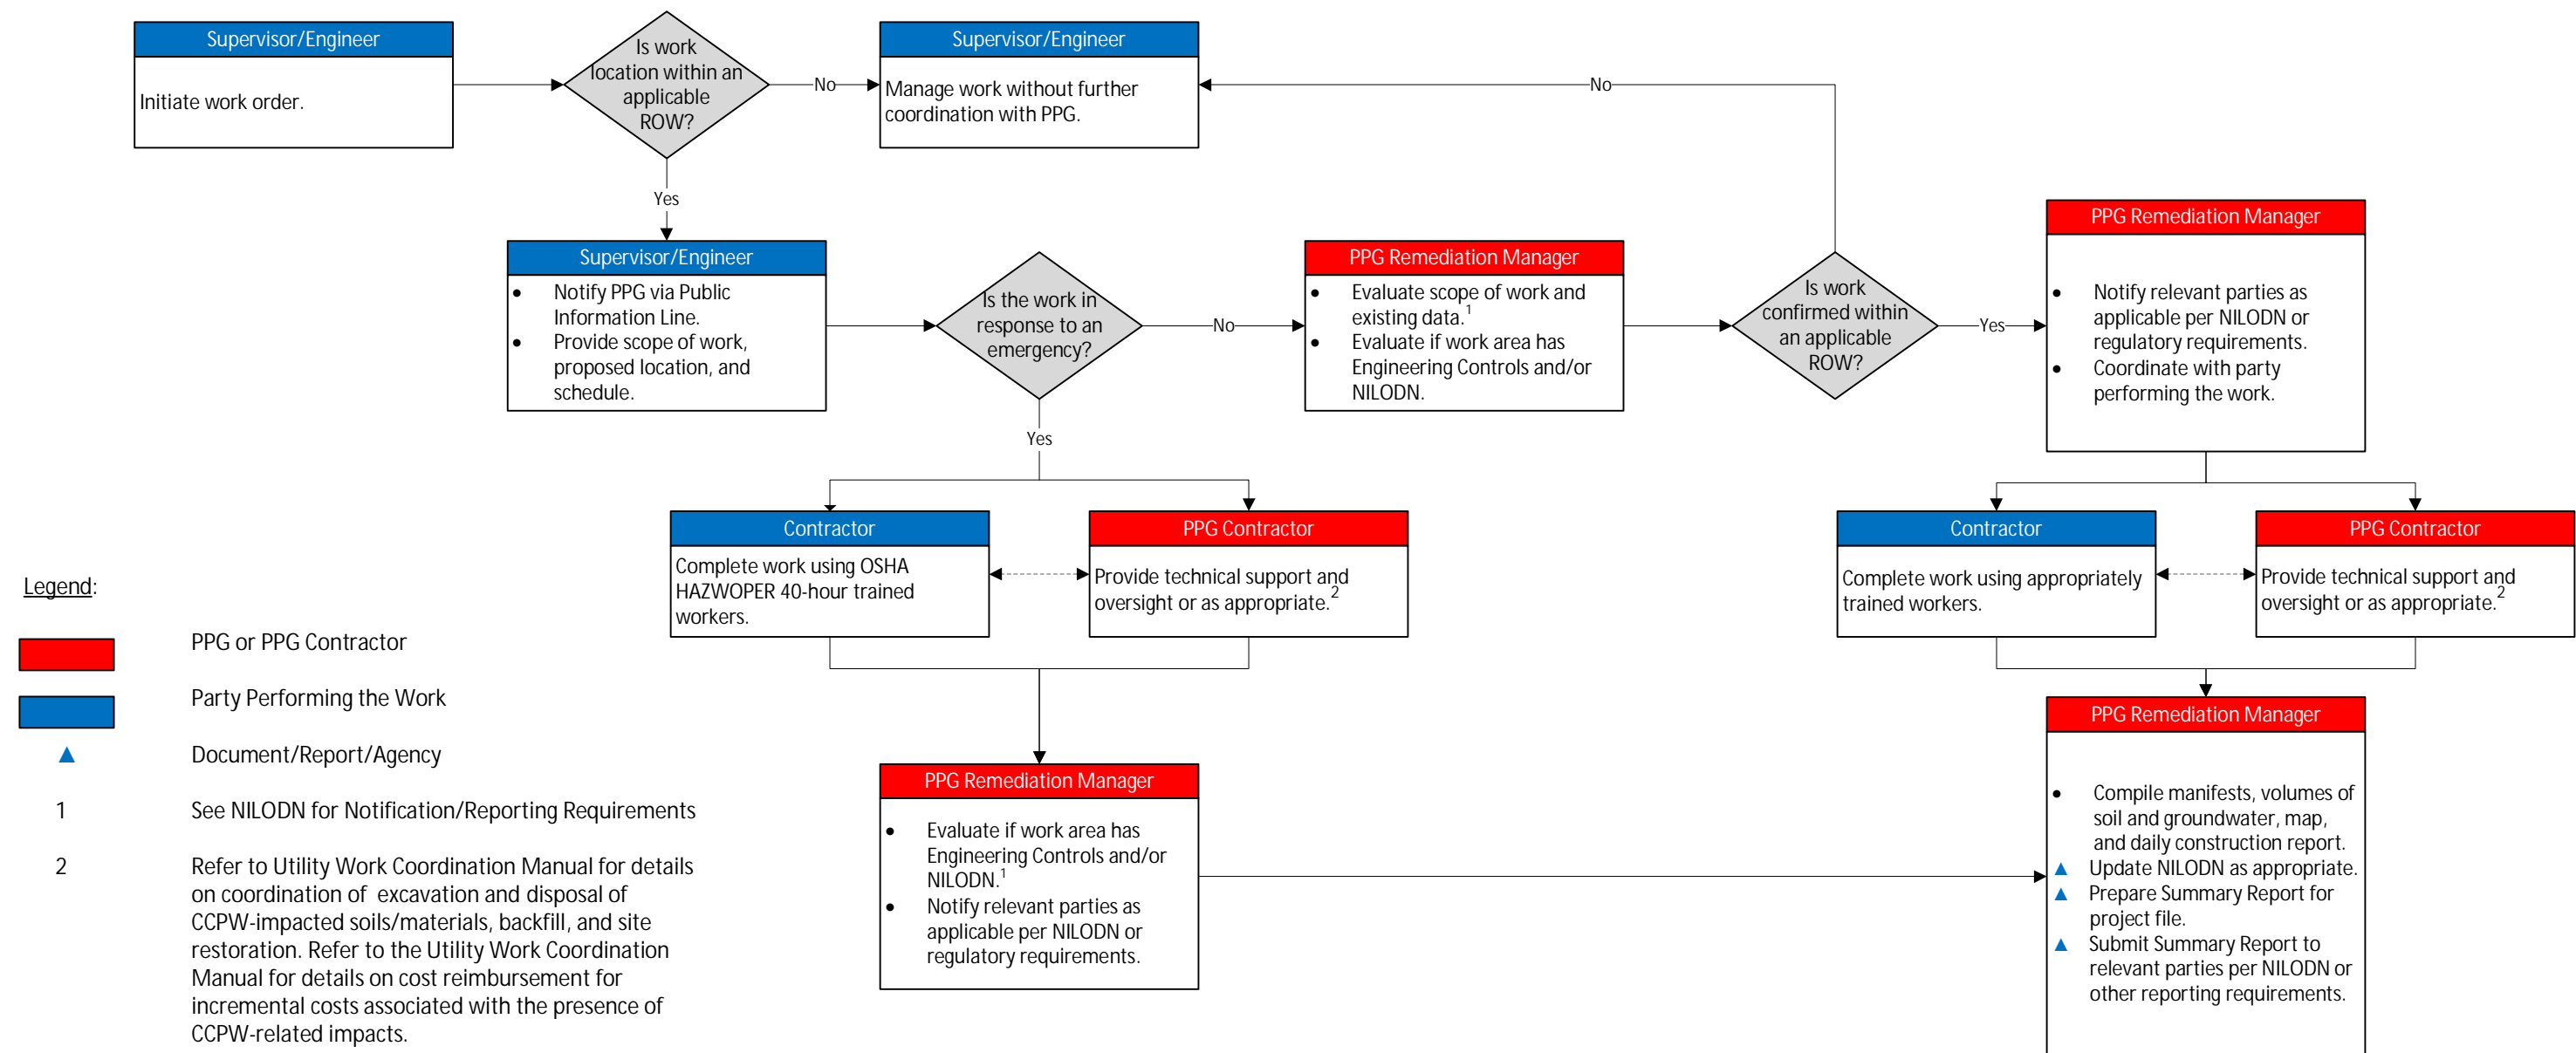 Supervisor/Engineer
Initiate work order.
Is work
location within an
applicable
ROW?
No
Supervisor/Engineer
Manage work without further
coordination with PPG.
No
Yes
Supervisor/Engineer
• Notify PPG via Public
Information Line.
• Provide scope of work,
proposed location, and
schedule.
Is the work in
response to an
emergency?
No
PPG Remediation Manager
• Evaluate scope of work and
existing data.1
• Evaluate if work area has
Engineering Controls and/or
NILODN.
Is work
confirmed within
an applicable
ROW?
Yes
PPG Remediation Manager
• Notify relevant parties as
applicable per NILODN or
regulatory requirements.
• Coordinate with party
performing the work.
Yes
Contractor
Complete work using OSHA
HAZWOPER 40-hour trained
workers.
PPG Contractor
Provide technical support and
oversight or as appropriate.2
Contractor
Complete work using appropriately
trained workers.
PPG Contractor
Provide technical support and
oversight or as appropriate.2
PPG Remediation Manager
• Evaluate if work area has
Engineering Controls and/or
NILODN.1
• Notify relevant parties as
applicable per NILODN or
regulatory requirements.
PPG Remediation Manager
• Compile manifests, volumes of
soil and groundwater, map,
and daily construction report.
▲ Update NILODN as appropriate.
▲ Prepare Summary Report for
project file.
▲ Submit Summary Report to
relevant parties per NILODN or
other reporting requirements.
Legend:
PPG or PPG Contractor
Party Performing the Work
▲ Document/Report/Agency
1 See NILODN for Notification/Reporting Requirements
2 Refer to Utility Work Coordination Manual for details
on coordination of excavation and disposal of
CCPW-impacted soils/materials, backfill, and site
restoration. Refer to the Utility Work Coordination
Manual for details on cost reimbursement for
incremental costs associated with the presence of
CCPW-related impacts.